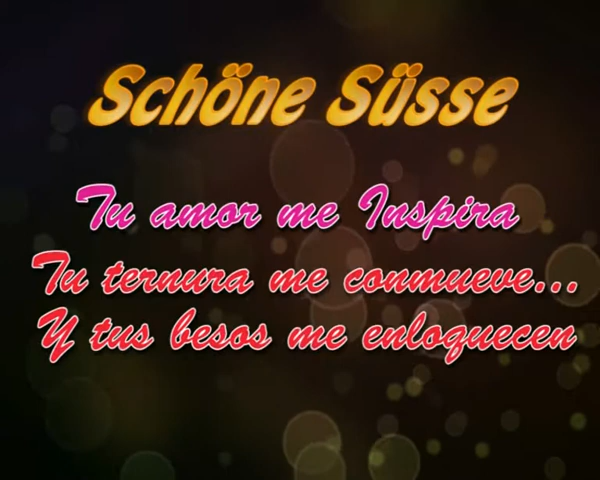 Schöne Süsse
Tu amor me Inspira
Tu ternura me conmueve...
Y tus besos me enloquecen